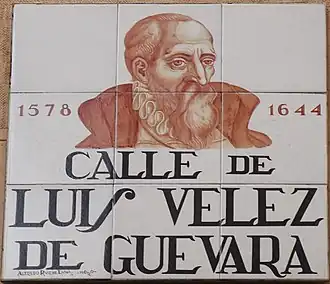 1578 1644
CALLE DE
LUIS VELEZ
DE GUEVARA